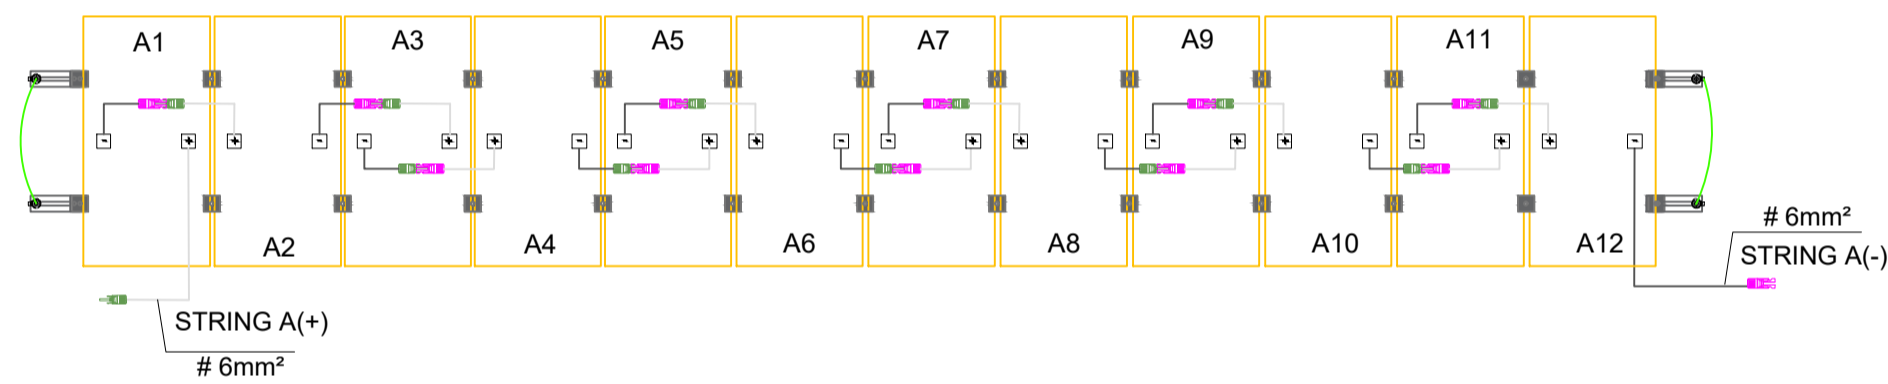 A1
A3
A5
A7
A9
A11
- + + - - + + - - + + - - + + - - + + - - + + -
A2
A4
A6
A8
A10
A12
# 6mm²
STRING A(-)
STRING A(+)
# 6mm²